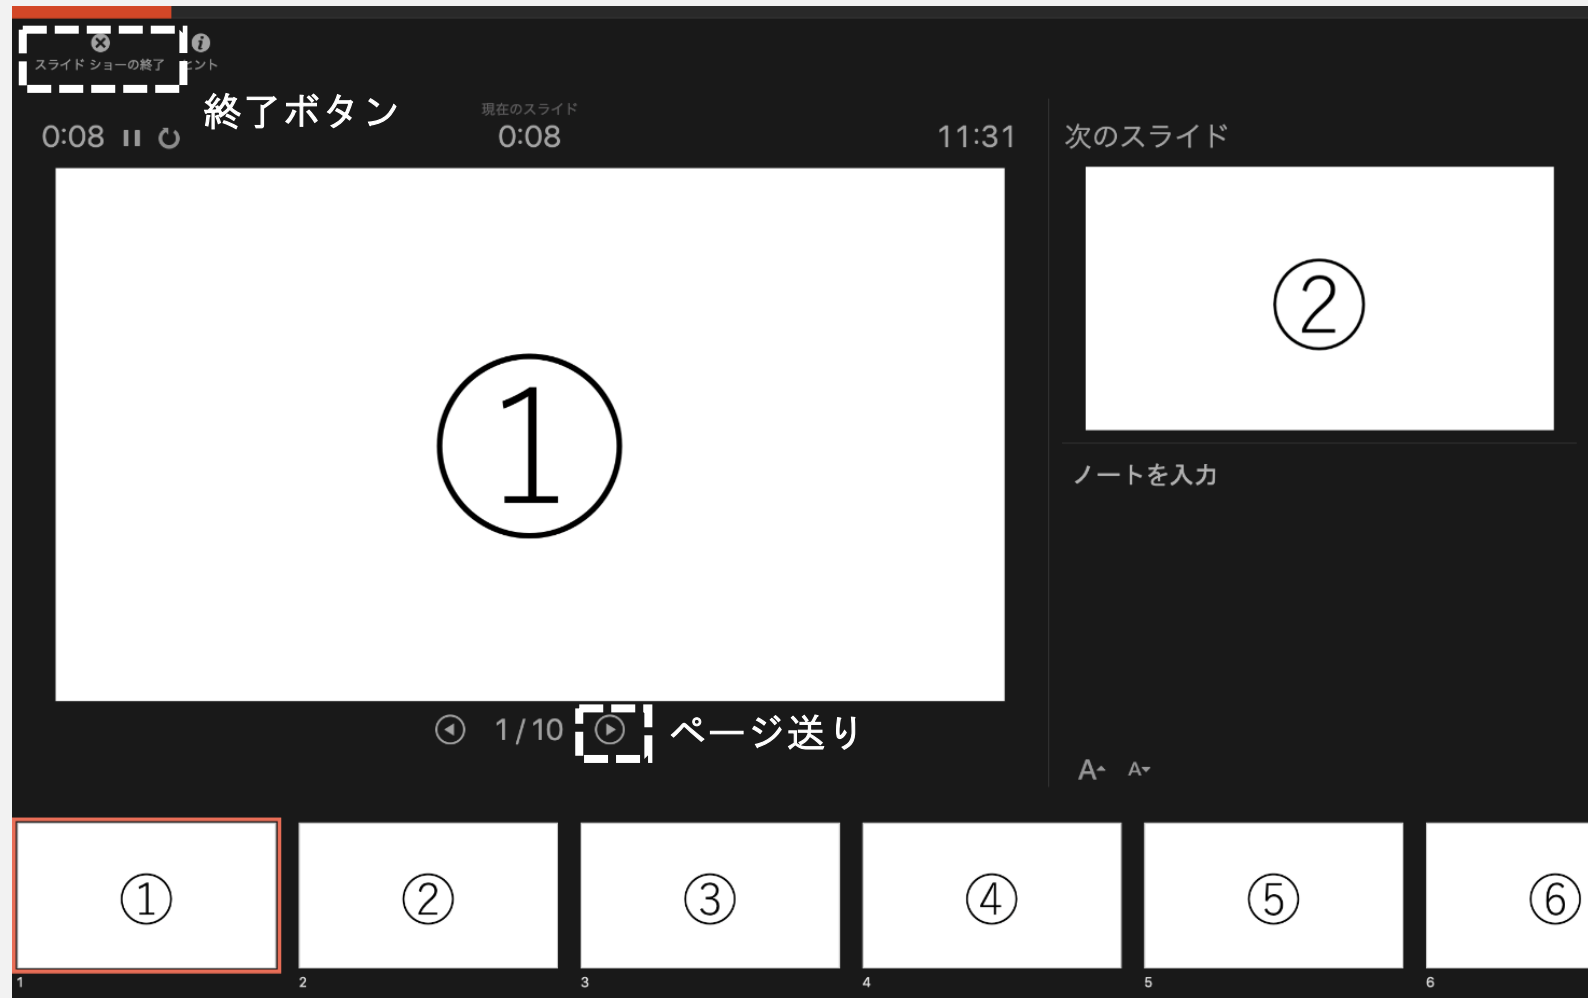 スライド ショーの終了
ヒント
終了ボタン
0:08
現在のスライド
0:08
11:31
次のスライド
①
②
ノートを入力
1/10
ページ送り
A
A
①
②
③
④
⑤
⑥
1
2
3
4
5
6